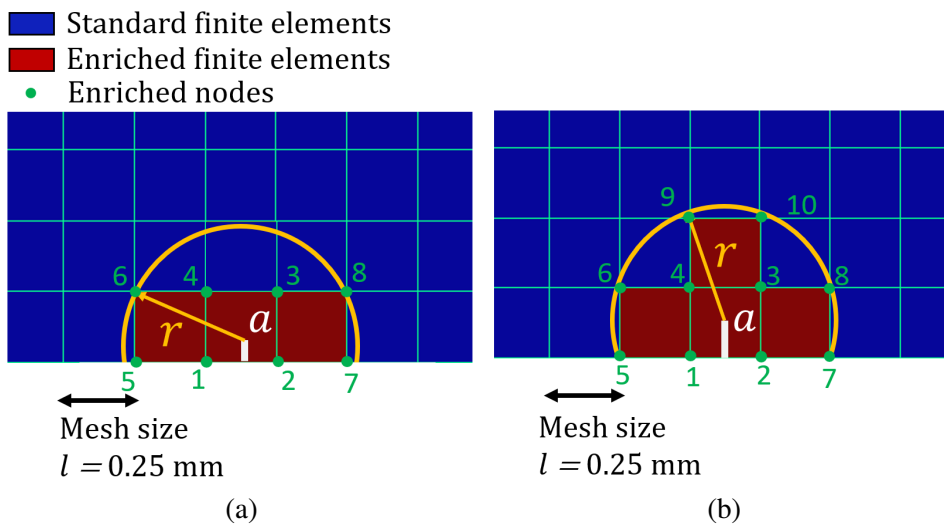 Standard finite elements
Enriched finite elements
Enriched nodes
6 4 3 8
r a
5 1 2 7
Mesh size
l = 0.25 mm
(a)
9 10
r
6 4 3 8
a
5 1 2 7
Mesh size
l = 0.25 mm
(b)